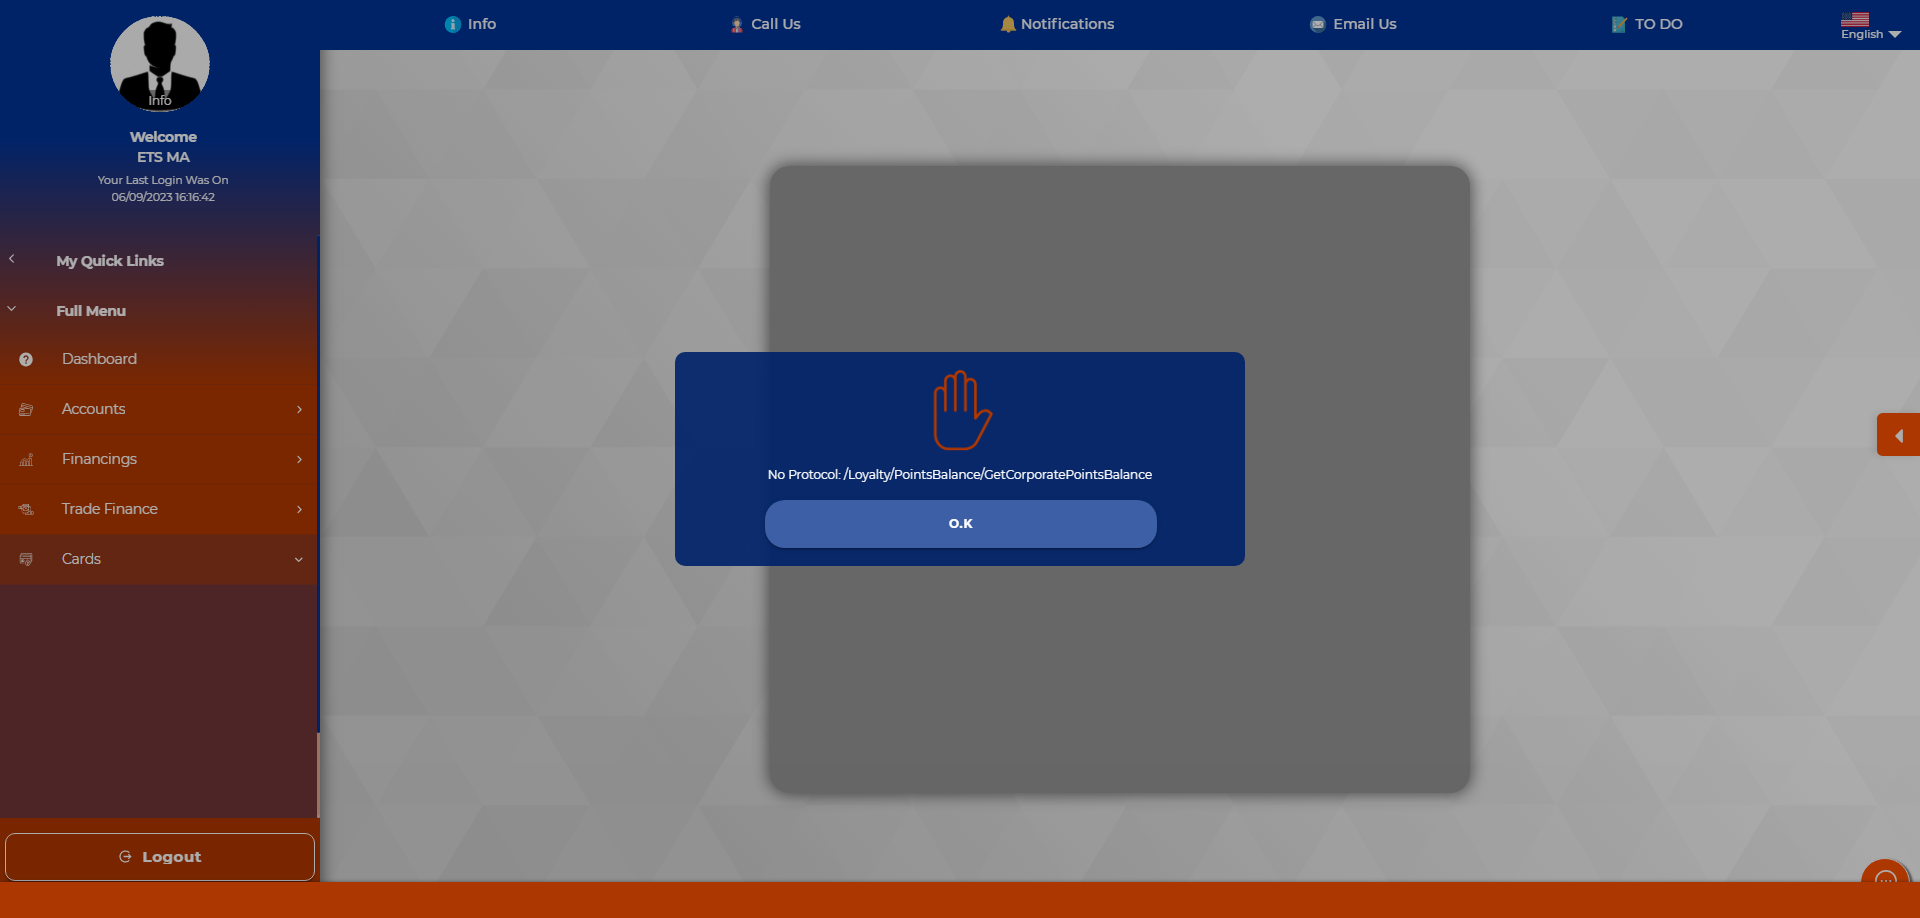 Info
Call Us
Notifications
Email Us
TO DO
English
Info
Welcome
ETS MA
Your Last Login Was On
06/09/2023 16:16:42
My Quick Links
Full Menu
Dashboard
Accounts
Financings
Trade Finance
Cards
Logout
No Protocol: /Loyalty/PointsBalance/GetCorporatePointsBalance
O.K